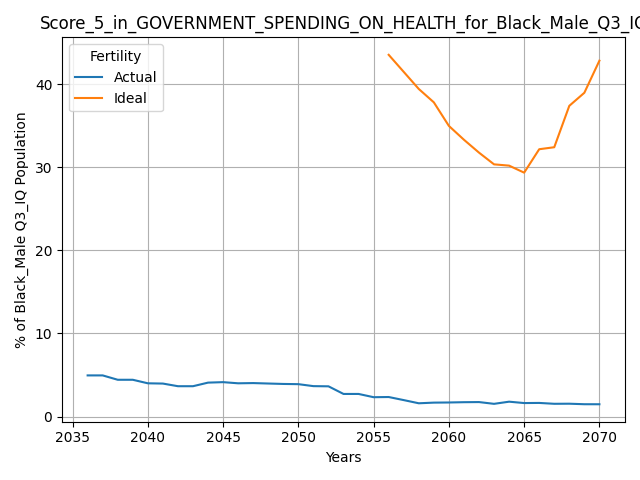 Score_5_in_GOVERNMENT_SPENDING_ON_HEALTH_for_Black_Male_Q3_IQ
Fertility
Actual
Ideal
% of Black_Male Q3_IQ Population
40
30
20
10
0
2035 2040 2045 2050 2055 2060 2065 2070
Years